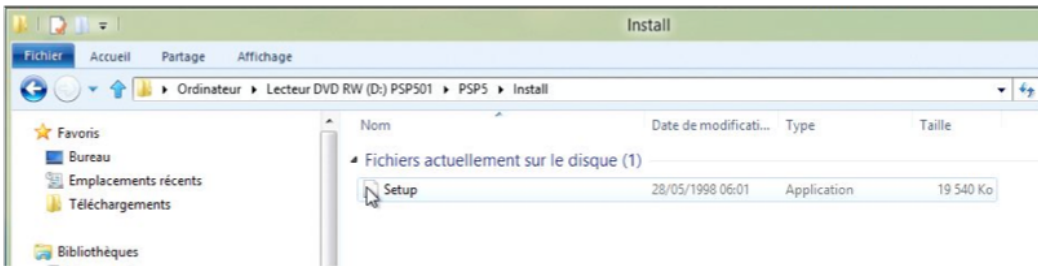 Install
Fichier Accueil Partage Affichage
Ordinateur Lecteur DVD RW (D:) PSP501 PSP5 Install
Favoris
Bureau
Emplacements récents
Téléchargements
Bibliothèques
Nom Date de modificati... Type Taille
Fichiers actuellement sur le disque (1)
Setup 28/05/1998 06:01 Application 19 540 Ko